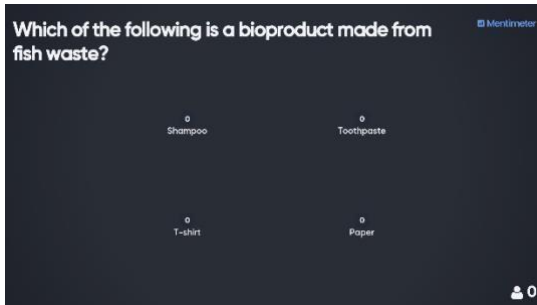 Which of the following is a bioproduct made from
fish waste?
Mentimeter
0
Shampoo
0
Toothpaste
0
T-shirt
0
Paper
0